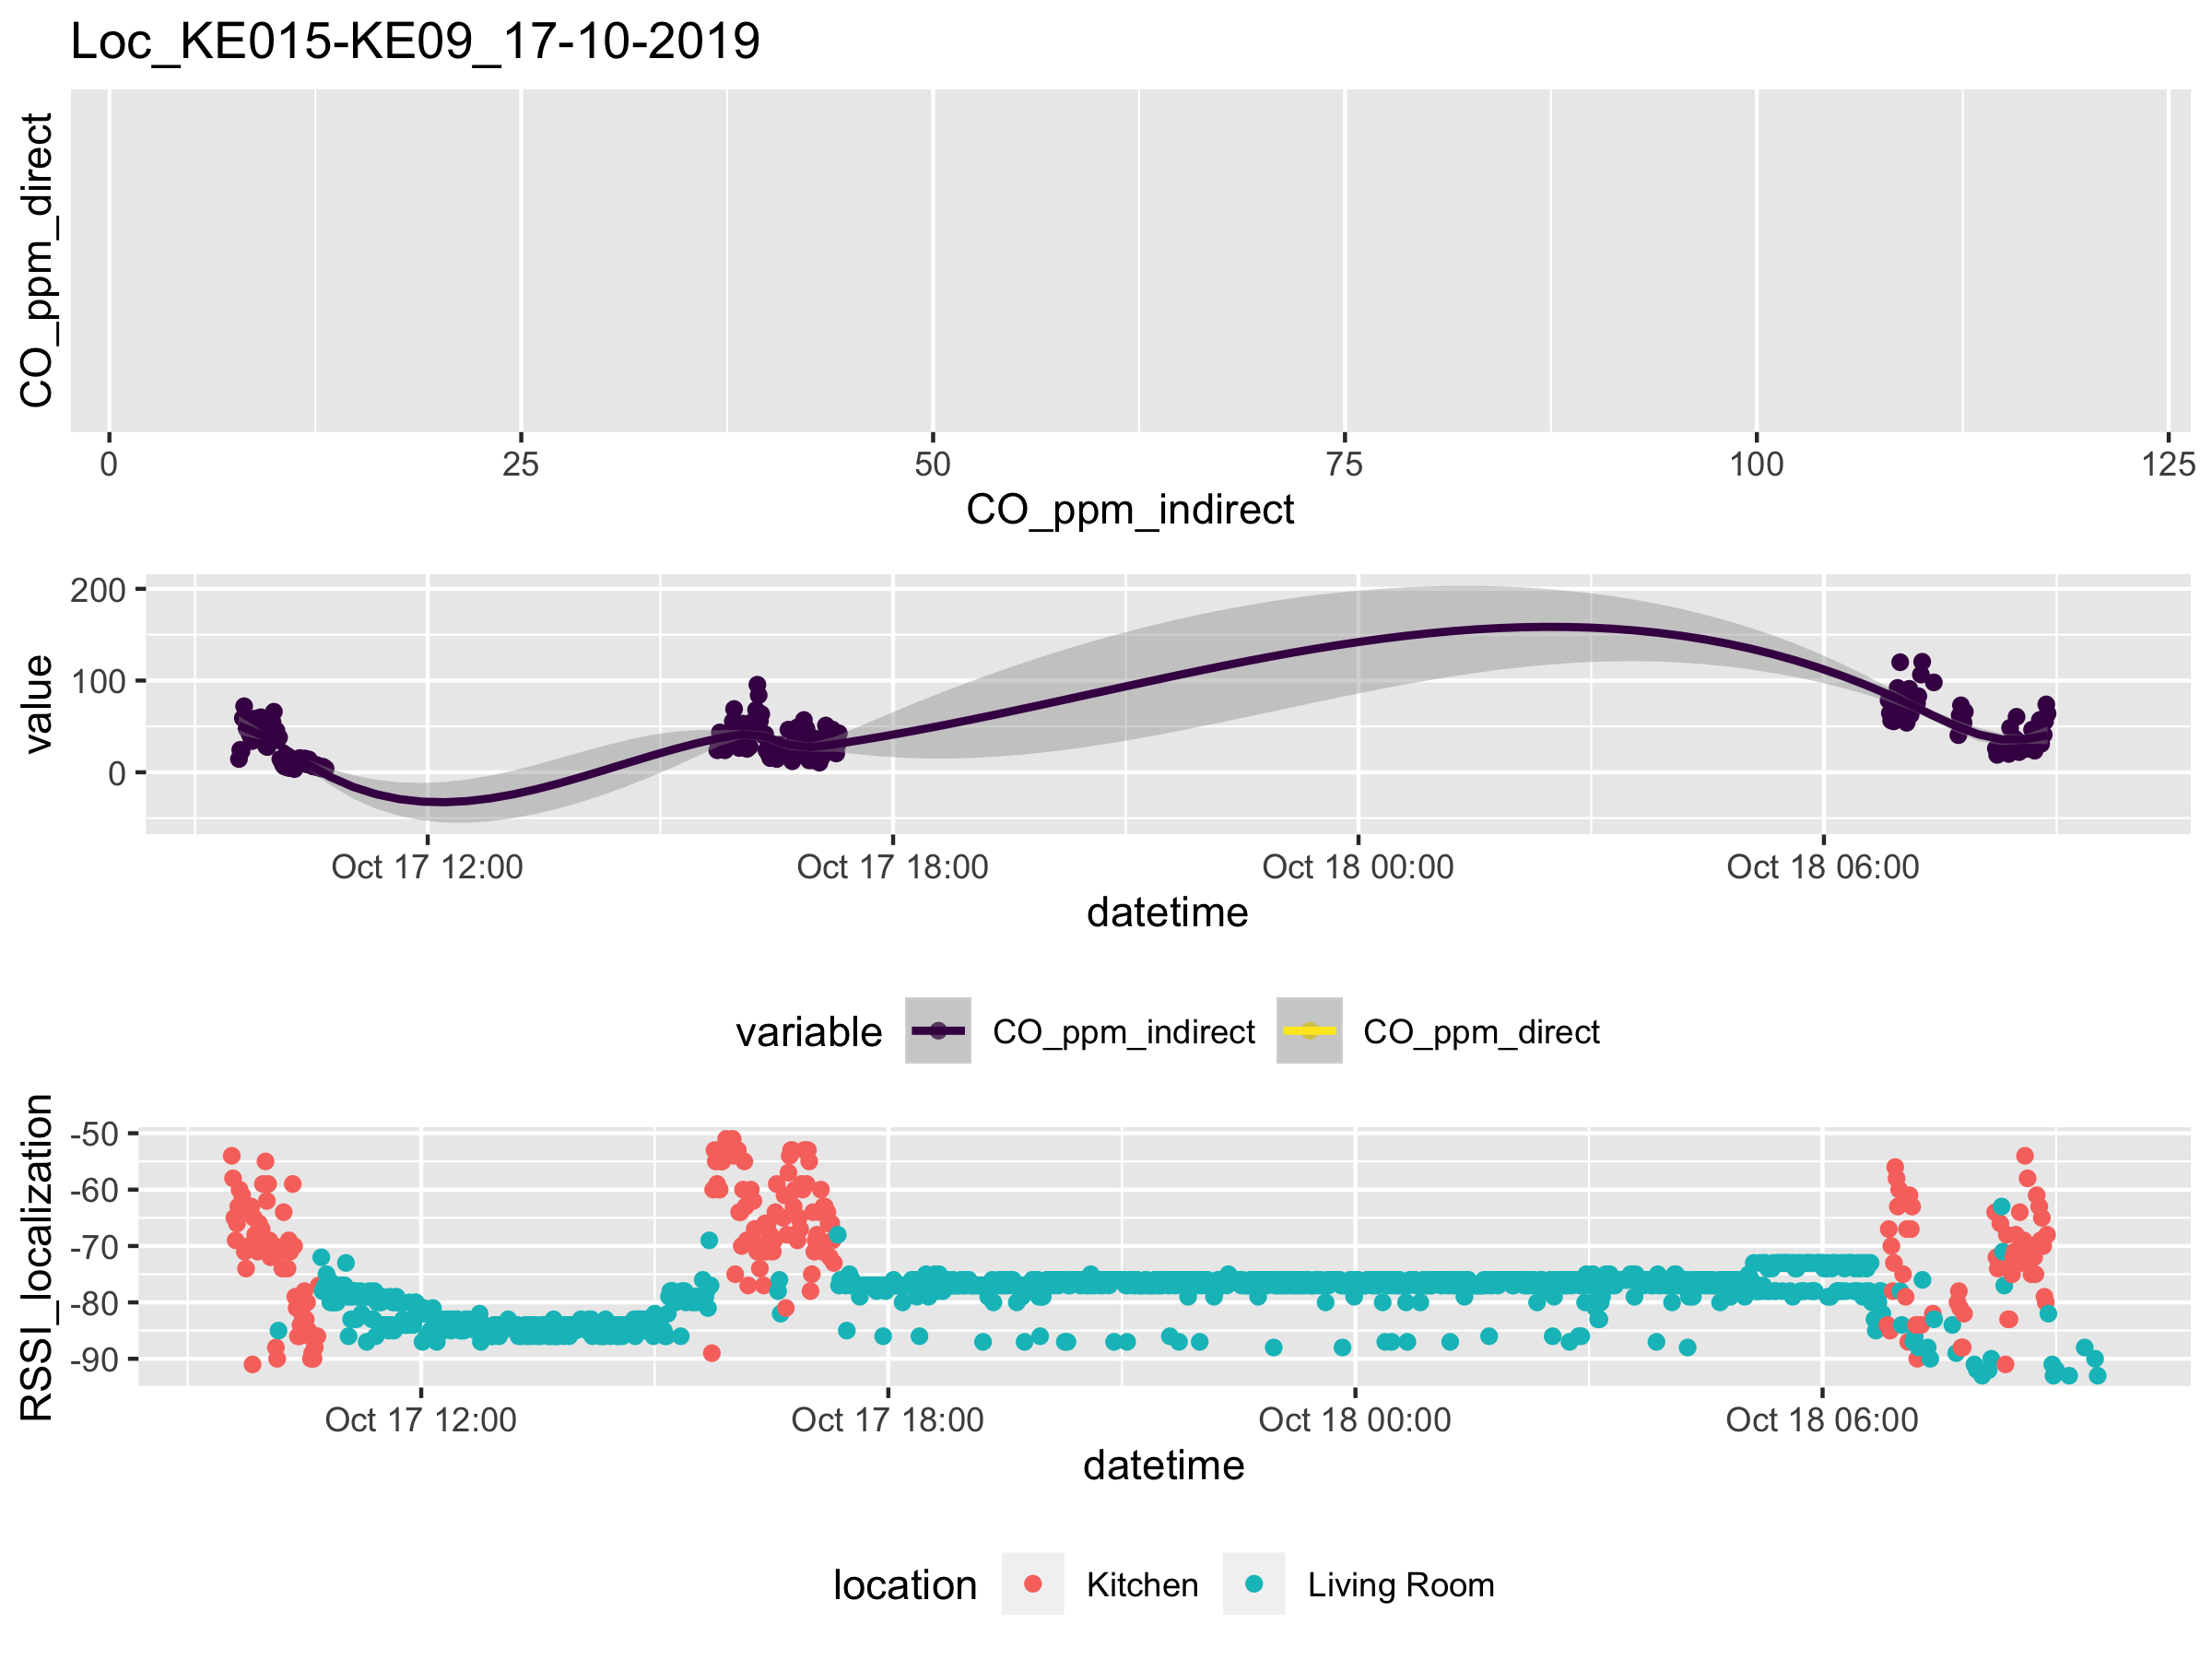 Loc_KE015-KE09_17-10-2019
CO_ppm_direct
0 25 50 75 100 125
CO_ppm_indirect
value
200
100
0
Oct 17 12:00 Oct 17 18:00 Oct 18 00:00 Oct 18 06:00
datetime
variable CO_ppm_indirect CO_ppm_direct
RSSI_localization
-50
-60
-70
-80
-90
Oct 17 12:00 Oct 17 18:00 Oct 18 00:00 Oct 18 06:00
datetime
location Kitchen Living Room